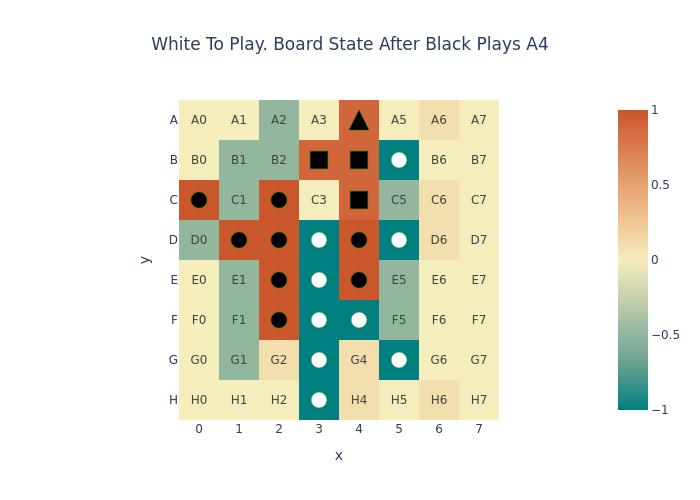 White To Play. Board State After Black Plays A4
A A0 A1 A2 A3 A5 A6 A7
B B0 B1 B2 B6 B7
C C1 C3 C5 C6 C7
D D0 D6 D7
E E0 E1 E5 E6 E7
F F0 F1 F5 F6 F7
G G0 G1 G2 G4 G6 G7
H H0 H1 H2 H4 H5 H6 H7
0 1 2 3 4 5 6 7
x
y
1
0.5
0
−0.5
−1